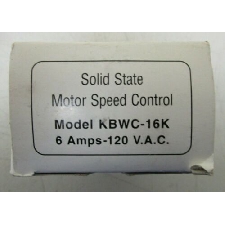 Solid State
Motor Speed Control
Model KBWC-16K
6 Amps-120 V.A.C.